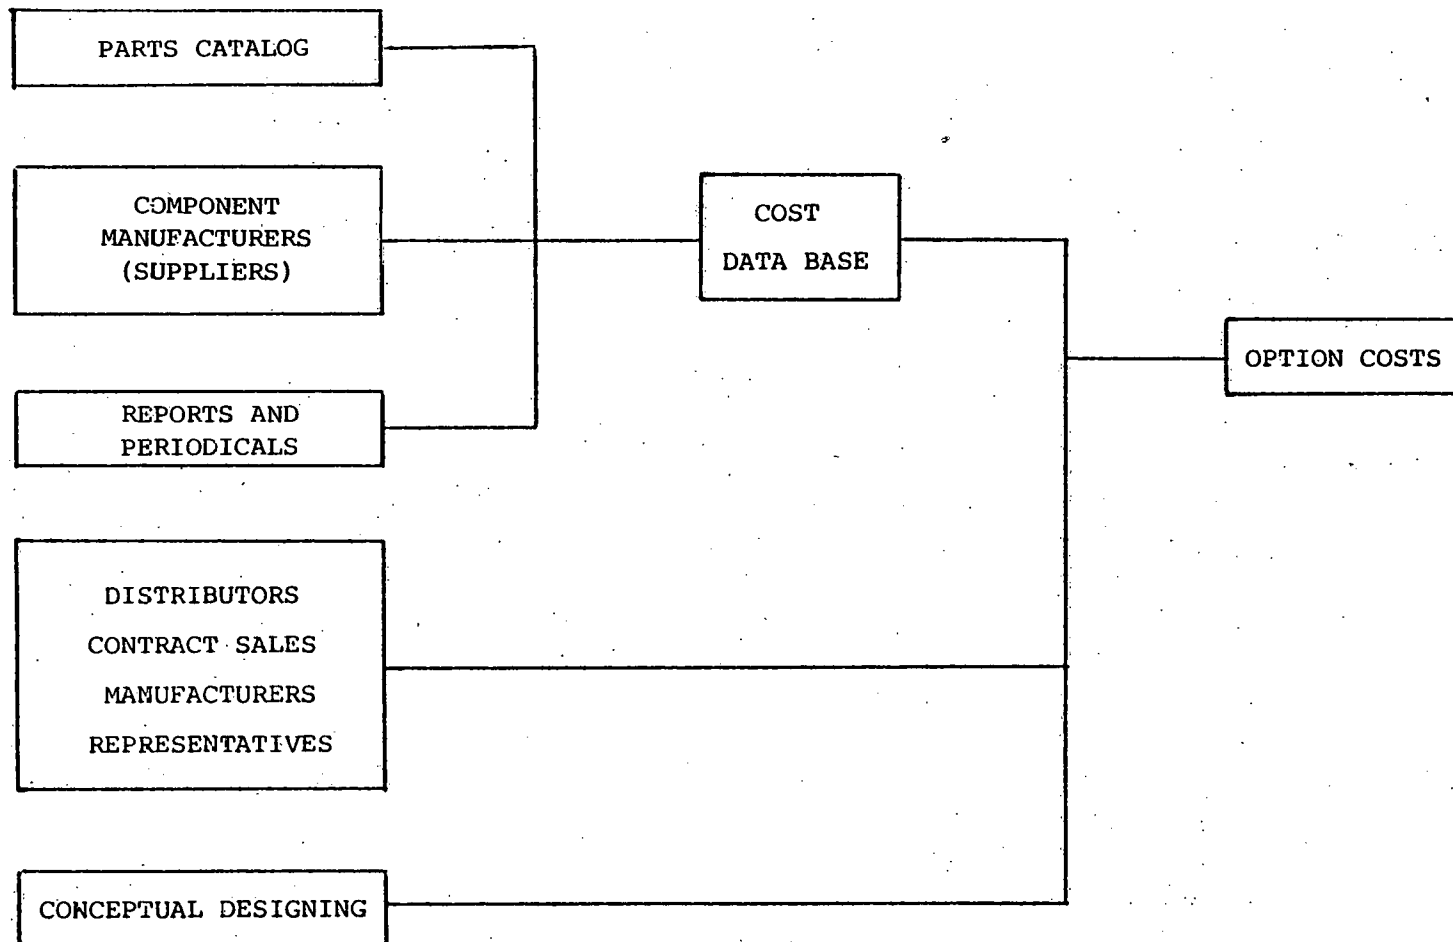 PARTS CATALOG
COMPONENT
MANUFACTURERS
(SUPPLIERS)
COST
DATA BASE
OPTION COSTS
REPORTS AND
PERIODICALS
DISTRIBUTORS
CONTRACT SALES
MANUFACTURERS
REPRESENTATIVES
CONCEPTUAL DESIGNING